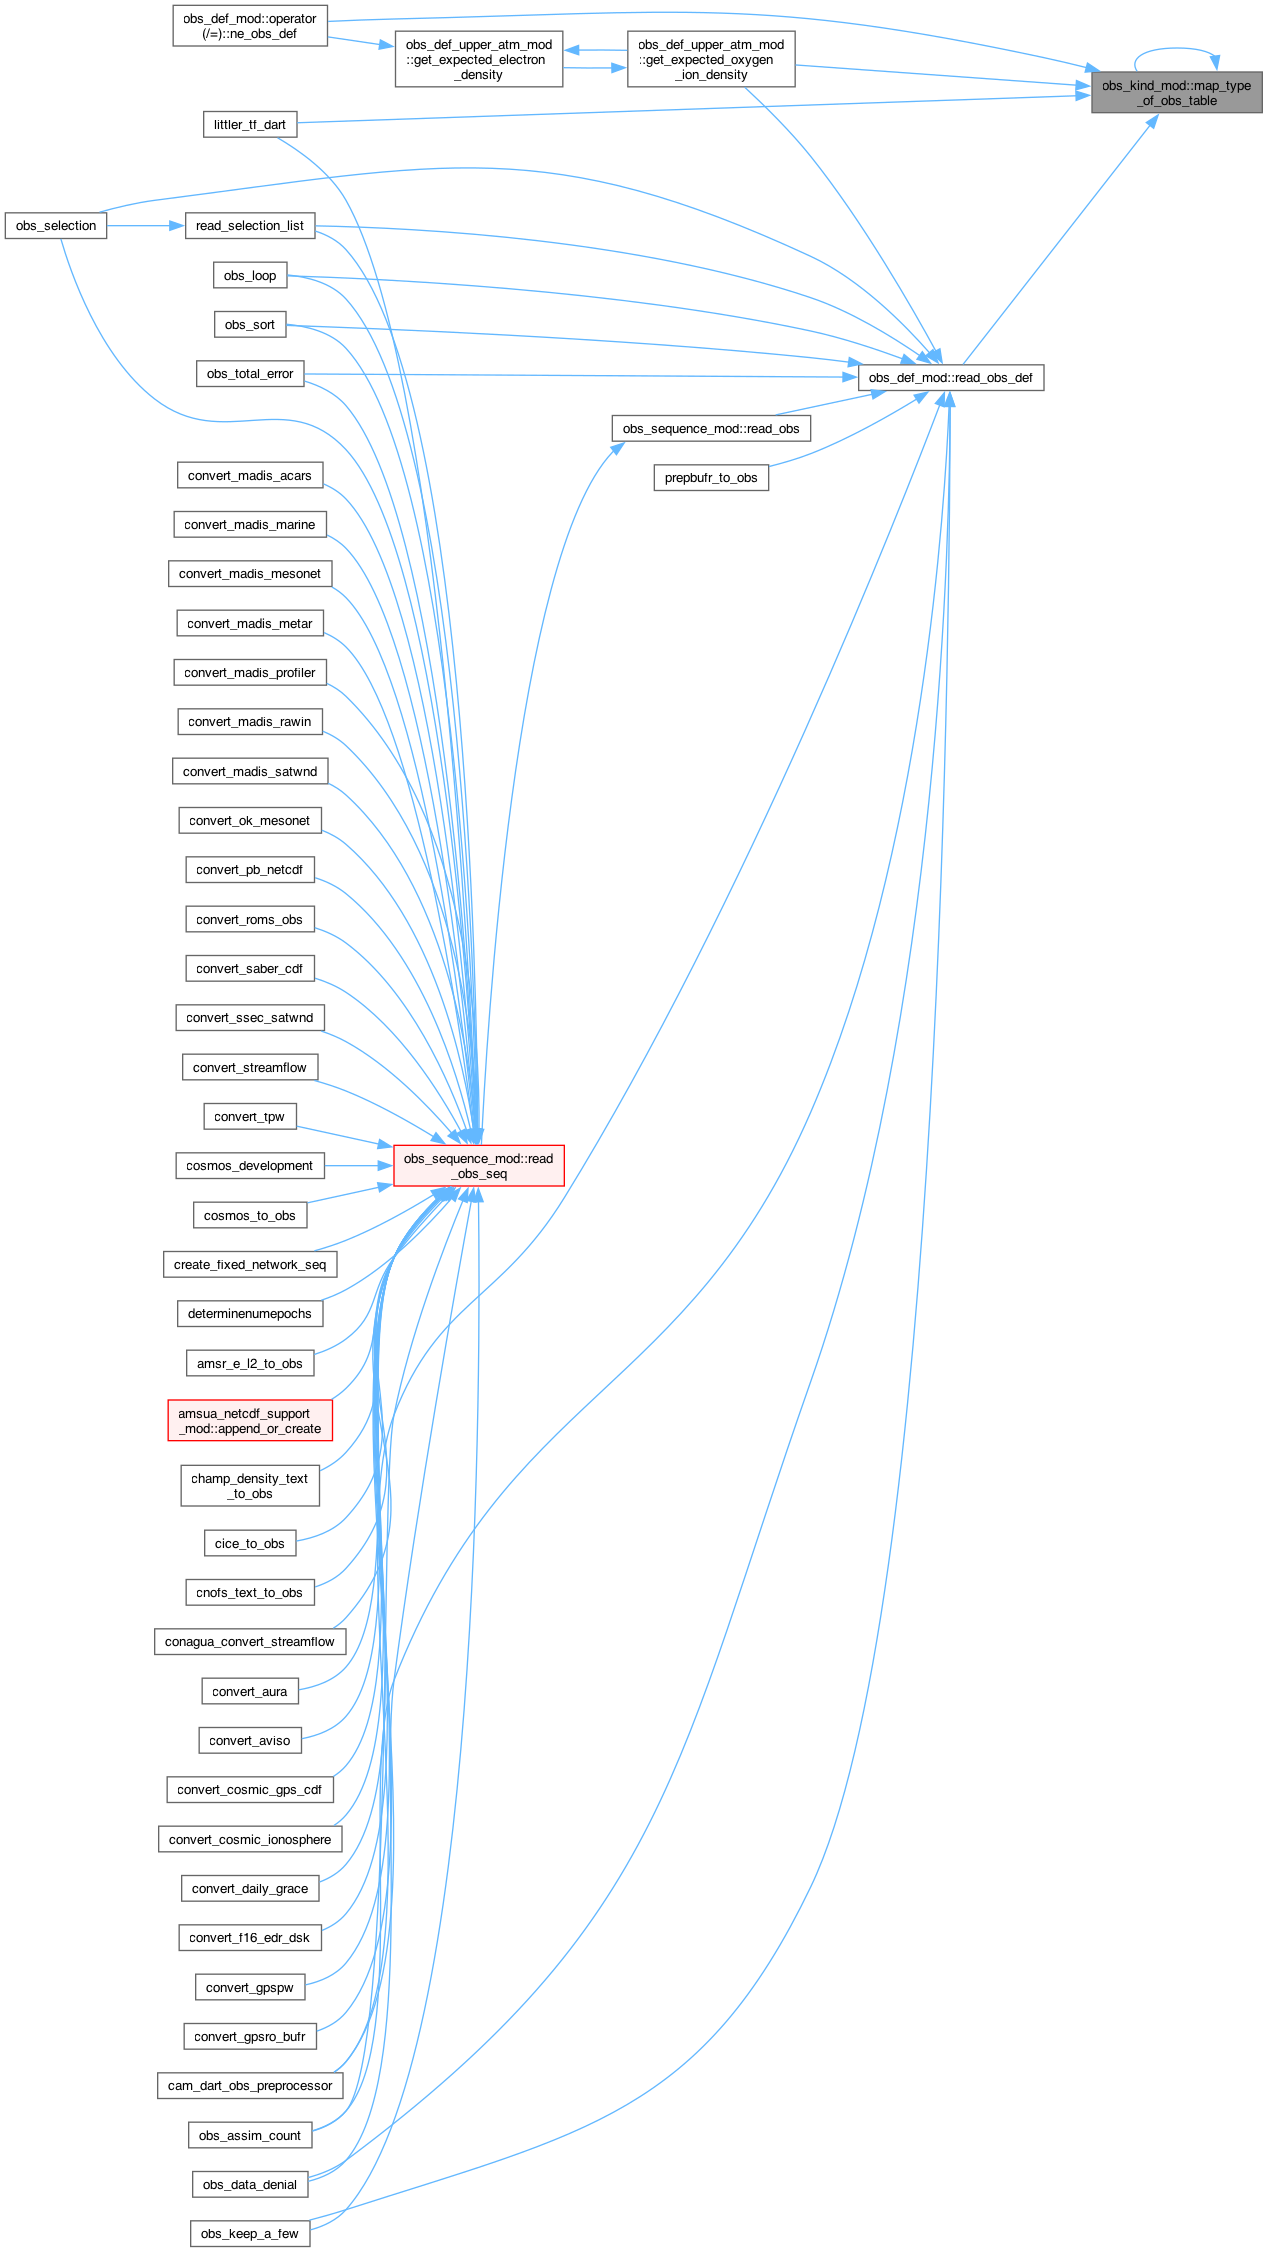 obs_def_mod::operator
(/=)::ne_obs_def
obs_def_upper_atm_mod
::get_expected_electron
_density
obs_def_upper_atm_mod
::get_expected_oxygen
_ion_density
obs_kind_mod::map_type
_of_obs_table
littler_tf_dart
obs_selection
read_selection_list
obs_loop
obs_sort
obs_total_error
obs_def_mod::read_obs_def
obs_sequence_mod::read_obs
prepbufr_to_obs
convert_madis_acars
convert_madis_marine
convert_madis_mesonet
convert_madis_metar
convert_madis_profiler
convert_madis_rawin
convert_madis_satwnd
convert_ok_mesonet
convert_pb_netcdf
convert_roms_obs
convert_saber_cdf
convert_ssec_satwnd
convert_streamflow
convert_tpw
obs_sequence_mod::read
_obs_seq
cosmos_development
cosmos_to_obs
create_fixed_network_seq
determinenumepochs
amsr_e_l2_to_obs
amsua_netcdf_support
_mod::append_or_create
champ_density_text
_to_obs
cice_to_obs
cnofs_text_to_obs
conagua_convert_streamflow
convert_aura
convert_aviso
convert_cosmic_gps_cdf
convert_cosmic_ionosphere
convert_daily_grace
convert_f16_edr_dsk
convert_gpspw
convert_gpsro_bufr
cam_dart_obs_preprocessor
obs_assim_count
obs_data_denial
obs_keep_a_few